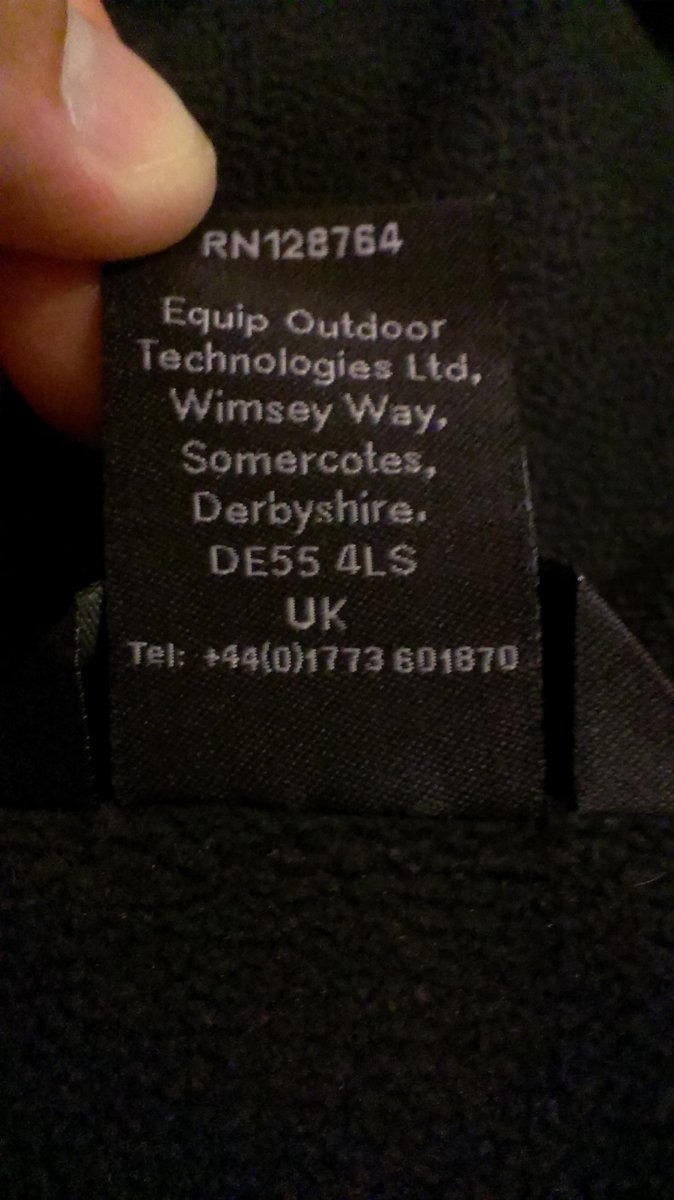 RN128764
Equip Outdoor
Technologies Ltd,
Wimsey Way,
Somercotes,
Derbyshire.
DE55 4LS
UK
Tel: +44(0)1773 601870